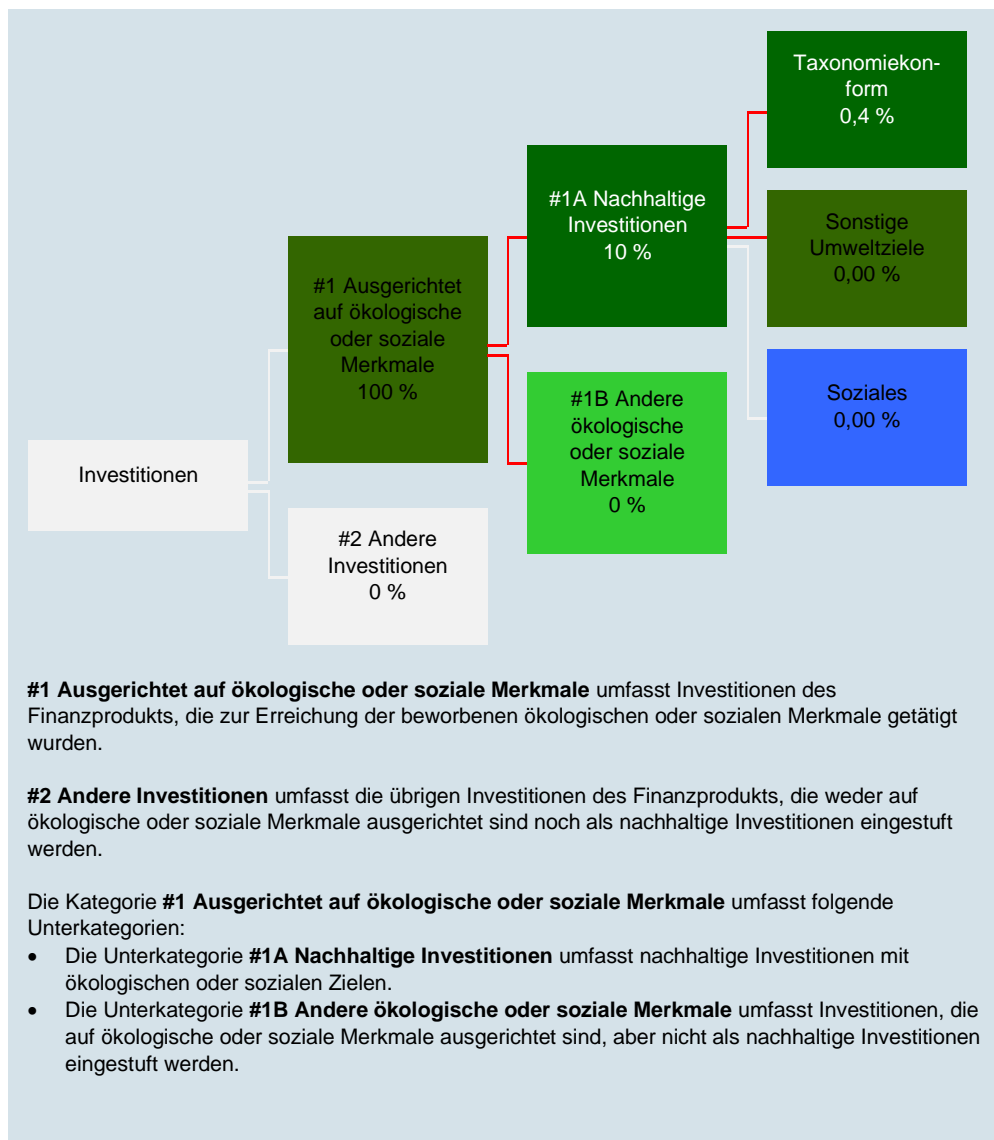 Taxonomiekon-
form
0,4 %
#1A Nachhaltige
Investitionen
10 %
Sonstige
Umweltziele
0,00 %
#1 Ausgerichtet
auf ökologische
oder soziale
Merkmale
100 %
Soziales
0,00 %
#1B Andere
ökologische
oder soziale
Merkmale
0 %
Investitionen
#2 Andere
Investitionen
0 %
#1 Ausgerichtet auf ökologische oder soziale Merkmale umfasst Investitionen des
Finanzprodukts, die zur Erreichung der beworbenen ökologischen oder sozialen Merkmale getätigt
wurden.
#2 Andere Investitionen umfasst die übrigen Investitionen des Finanzprodukts, die weder auf
ökologische oder soziale Merkmale ausgerichtet sind noch als nachhaltige Investitionen eingestuft
werden.
Die Kategorie #1 Ausgerichtet auf ökologische oder soziale Merkmale umfasst folgende
Unterkategorien:
• Die Unterkategorie #1A Nachhaltige Investitionen umfasst nachhaltige Investitionen mit
ökologischen oder sozialen Zielen.
• Die Unterkategorie #1B Andere ökologische oder soziale Merkmale umfasst Investitionen, die
auf ökologische oder soziale Merkmale ausgerichtet sind, aber nicht als nachhaltige Investitionen
eingestuft werden.